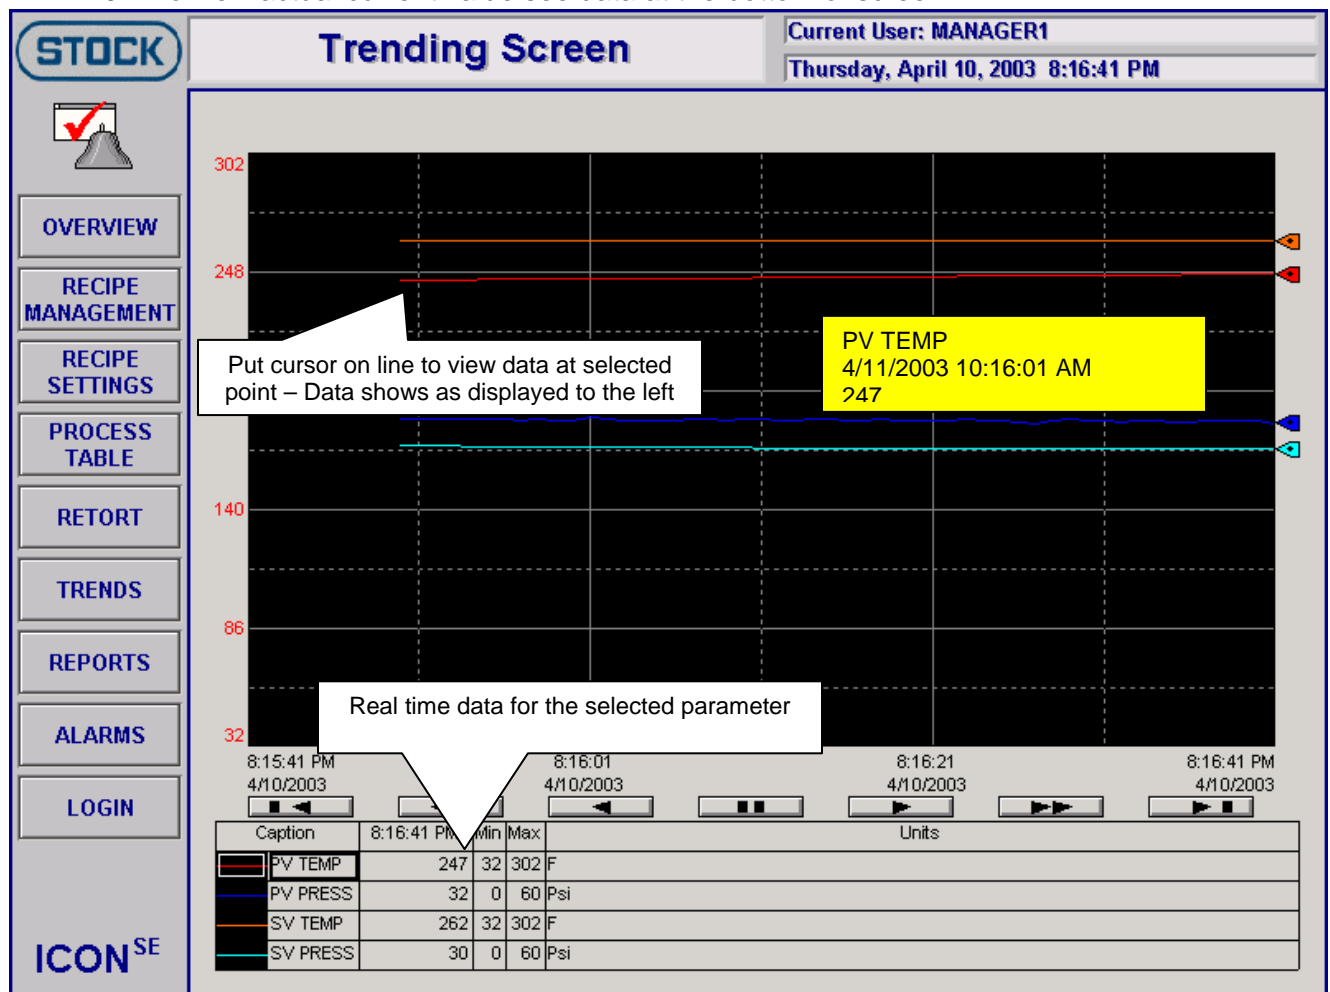 STOCK
Trending Screen
Current User: MANAGER1
Thursday, April 10, 2003 8:16:41 PM
OVERVIEW
RECIPE
MANAGEMENT
RECIPE
SETTINGS
PROCESS
TABLE
RETORT
TRENDS
REPORTS
ALARMS
LOGIN
ICON SE
302
248
140
86
32
Put cursor on line to view data at selected
point – Data shows as displayed to the left
PV TEMP
4/11/2003 10:16:01 AM
247
Real time data for the selected parameter
8:15:41 PM 8:16:01 8:16:21 8:16:41 PM
4/10/2003 4/10/2003 4/10/2003 4/10/2003
Caption 8:16:41 PM Min Max Units
PV TEMP 247 32 302 F
PV PRESS 32 0 60 Psi
SV TEMP 262 32 302 F
SV PRESS 30 0 60 Psi